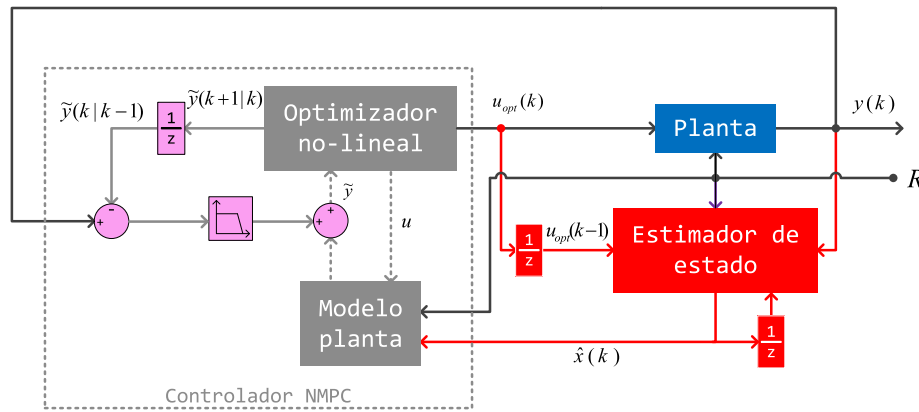 ỹ(k|k−1)
1
z
ỹ(k+1|k)
Optimizador
no-lineal
u_opt(k)
Planta
y(k)
ỹ
u
R
-
+
+
+
1
z
u_opt(k−1)
Estimador de
estado
Modelo
planta
x̂(k)
1
z
Controlador NMPC